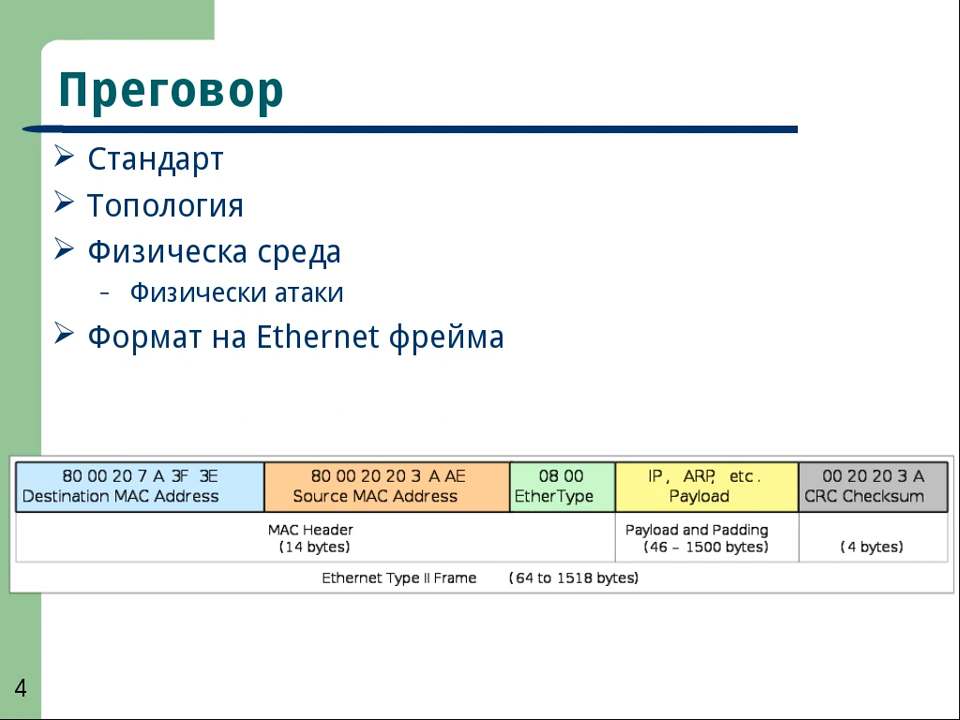 Преговор
Стандарт
Топология
Физическа среда
– Физически атаки
Формат на Ethernet фрейма
80 00 20 7 A 3F 3E
Destination MAC Address
80 00 20 20 3 A AE
Source MAC Address
08 00
EtherType
IP, ARP, etc.
Payload
00 20 20 3 A
CRC Checksum
MAC Header
(14 bytes)
Payload and Padding
(46 – 1500 bytes)
(4 bytes)
Ethernet Type II Frame (64 to 1518 bytes)
4